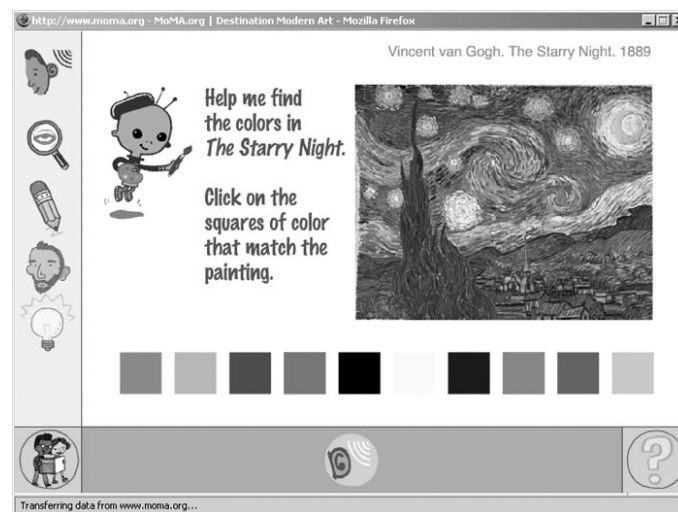 http://www.moma.org - MoMA.org | Destination Modern Art - Mozilla Firefox
Vincent van Gogh. The Starry Night. 1889
Help me find
the colors in
The Starry Night.
Click on the
squares of color
that match the
painting.
?
Transferring data from www.moma.org...